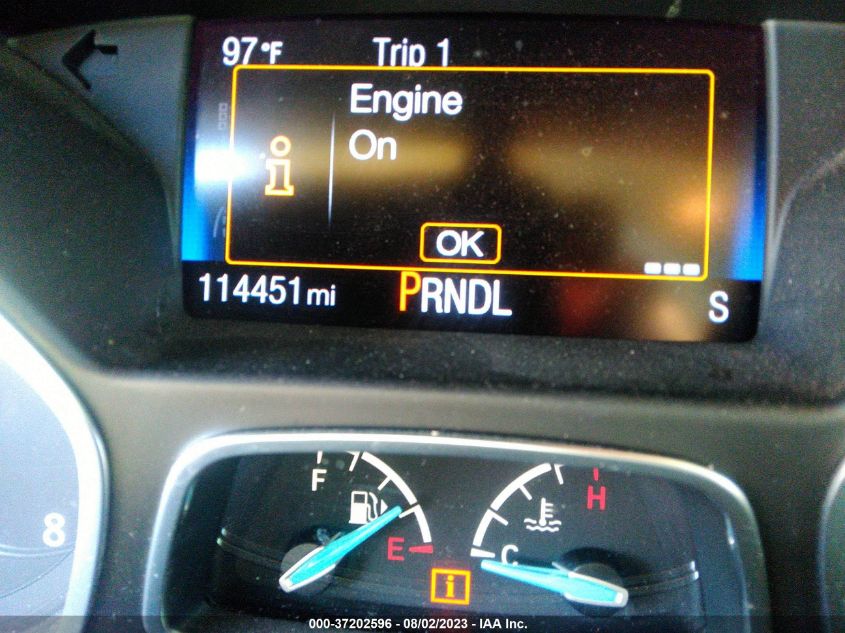 97°F Trip 1
Engine
On
i
OK
114451 mi PRNDL S
F H
8 E C
i
000-37202596 - 08/02/2023 - IAA Inc.